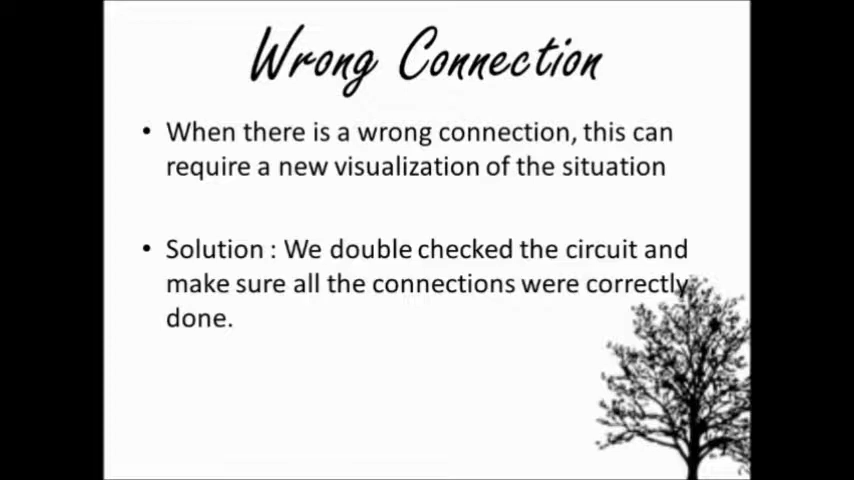 Wrong Connection
• When there is a wrong connection, this can
require a new visualization of the situation
• Solution : We double checked the circuit and
make sure all the connections were correctly
done.